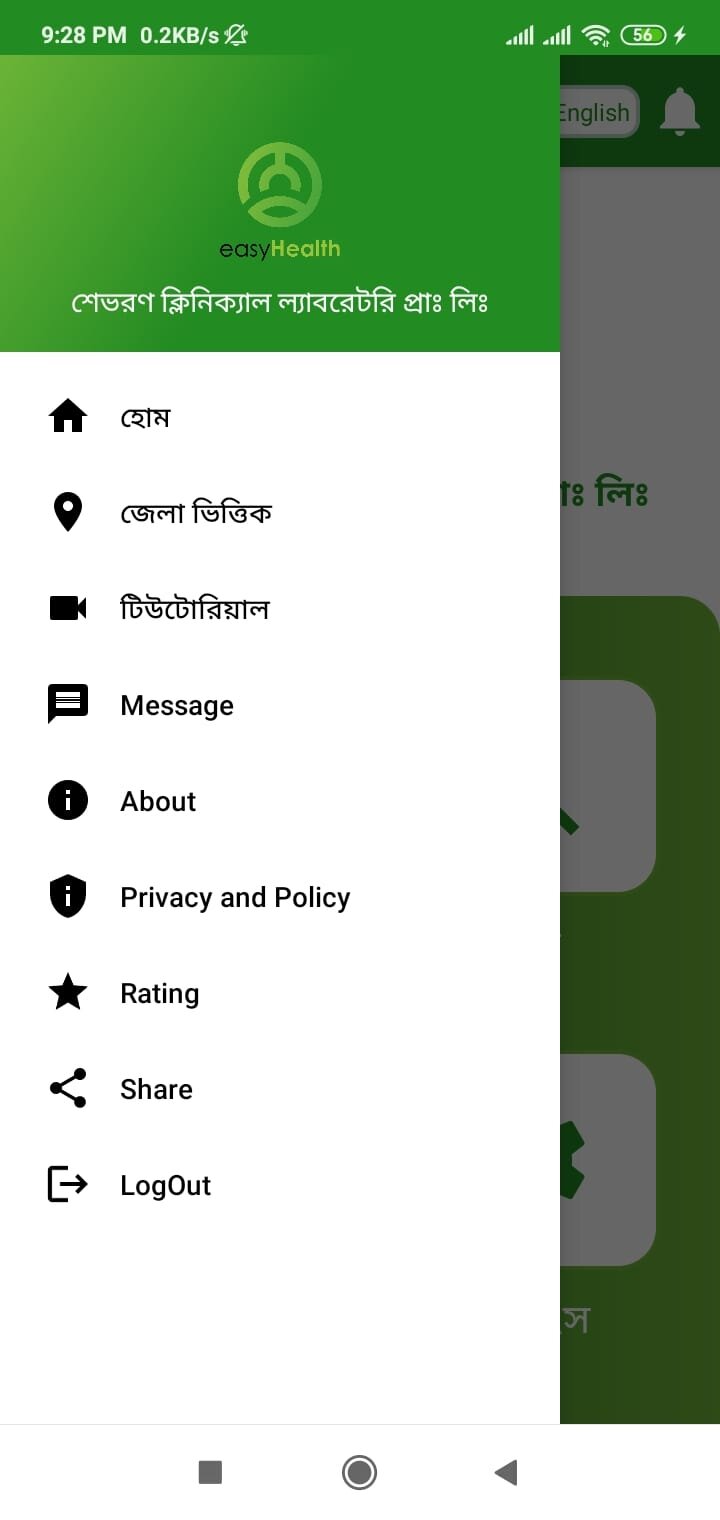 9:28 PM 0.2KB/s 56
English
easyHealth
শেভরণ ক্লিনিক্যাল ল্যাবরেটরি প্রাঃ লিঃ
হোম
জেলা ভিত্তিক
লিঃ
টিউটোরিয়াল
Message
About
Privacy and Policy
Rating
Share
LogOut